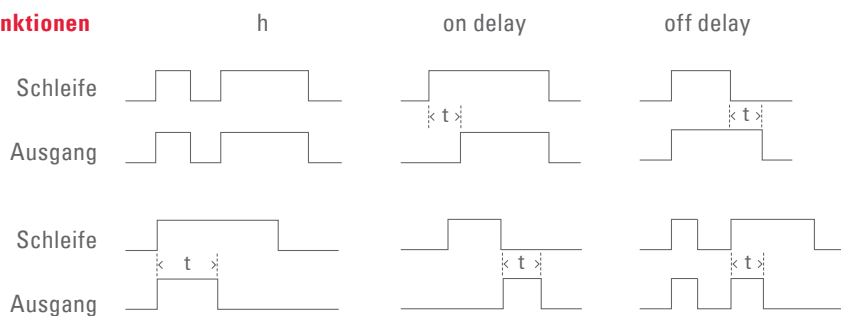 nktionen h on delay off delay
Schleife
t t
Ausgang
Schleife
t t t
Ausgang